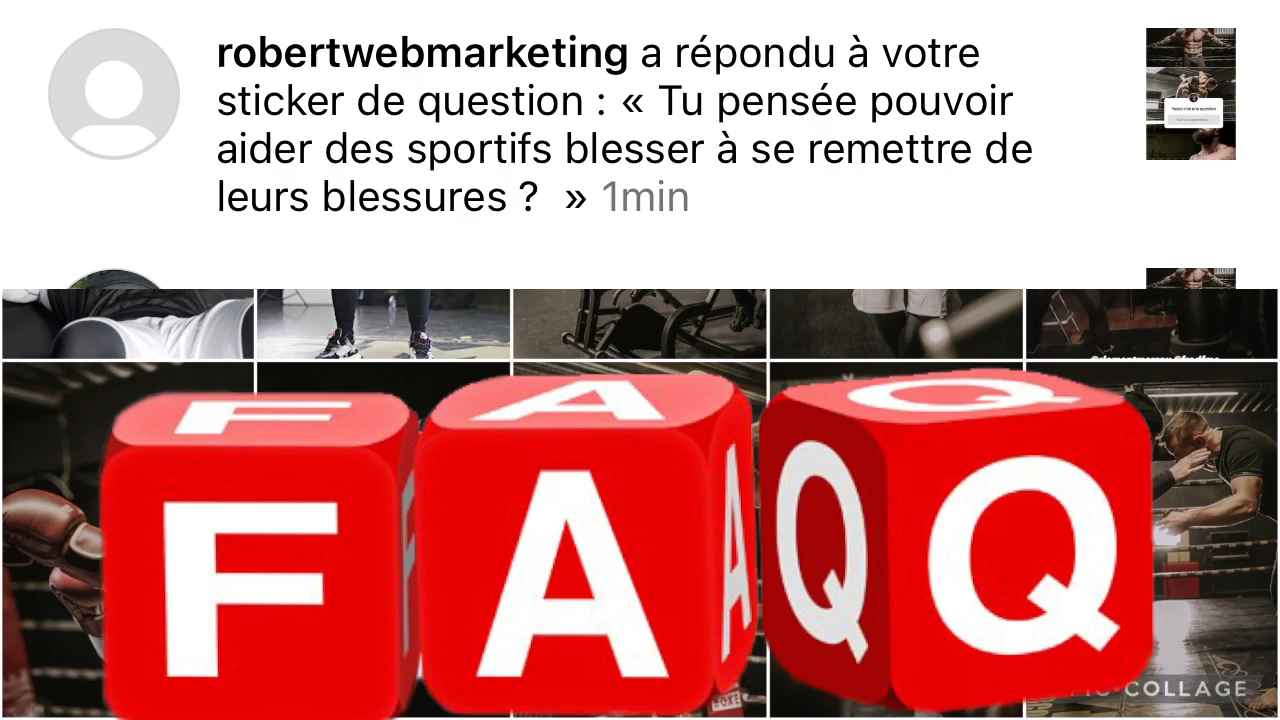 robertwebmarketing a répondu à votre
sticker de question : « Tu pensée pouvoir
aider des sportifs blesser à se remettre de
leurs blessures ?  » 1min
F A Q
F A A Q Q
COLLAGE